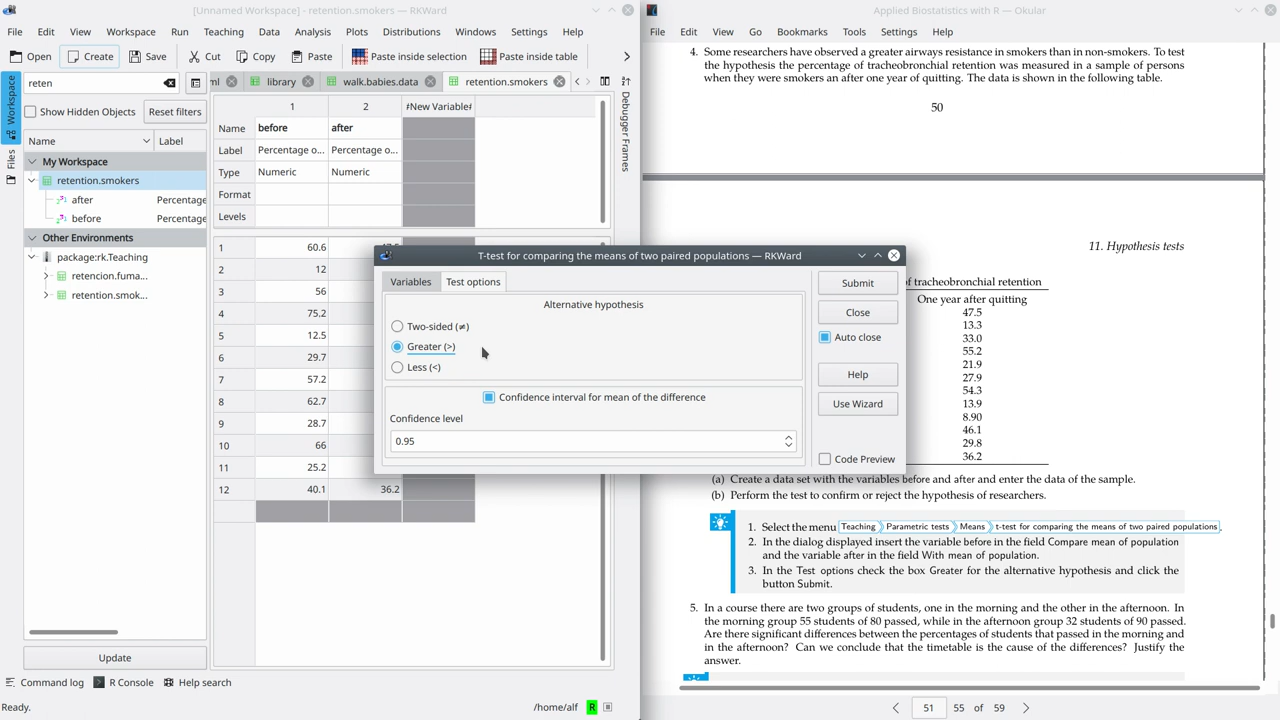 [Unnamed Workspace] - retention.smokers — RKWard
File Edit View Workspace Run Teaching Data Analysis Plots Distributions Windows Settings Help
Open Create Save Cut Copy Paste Paste inside selection Paste inside table
Workspace
Files
reten
Show Hidden Objects Reset filters
Name Label
My Workspace
retention.smokers
after Percentage
before Percentage
Other Environments
package:rk.Teaching
retencion.fuma...
retention.smok...
Update
ml library walk.babies.data retention.smokers
Debugger Frames
1 2 #New Variable#
Name before after
Label Percentage o... Percentage o...
Type Numeric Numeric
Format
Levels
1 60.6
2 12
3 56
4 75.2
5 12.5
6 29.7
7 57.2
8 62.7
9 28.7
10 66
11 25.2
12 40.1 36.2
Command log R Console Help search
Ready. /home/alf R
T-test for comparing the means of two paired populations — RKWard
Variables Test options
Alternative hypothesis
Two-sided (≠)
Greater (>)
Less (<)
Confidence interval for mean of the difference
Confidence level
0.95
Submit
Close
Auto close
Help
Use Wizard
Code Preview
Applied Biostatistics with R — Okular
File Edit View Go Bookmarks Tools Settings Help
4. Some researchers have observed a greater airways resistance in smokers than in non-smokers. To test
the hypothesis the percentage of tracheobronchial retention was measured in a sample of persons
when they were smokers an after one year of quitting. The data is shown in the following table.
50
11. Hypothesis tests
of tracheobronchial retention
One year after quitting
47.5
13.3
33.0
55.2
21.9
27.9
54.3
13.9
8.90
46.1
29.8
36.2
(a) Create a data set with the variables before and after and enter the data of the sample.
(b) Perform the test to confirm or reject the hypothesis of researchers.
1. Select the menu Teaching Parametric tests Means t-test for comparing the means of two paired populations.
2. In the dialog displayed insert the variable before in the field Compare mean of population
and the variable after in the field With mean of population.
3. In the Test options check the box Greater for the alternative hypothesis and click the
button Submit.
5. In a course there are two groups of students, one in the morning and the other in the afternoon. In
the morning group 55 students of 80 passed, while in the afternoon group 32 students of 90 passed.
Are there significant differences between the percentages of students that passed in the morning and
in the afternoon? Can we conclude that the timetable is the cause of the differences? Justify the
answer.
51 55 of 59